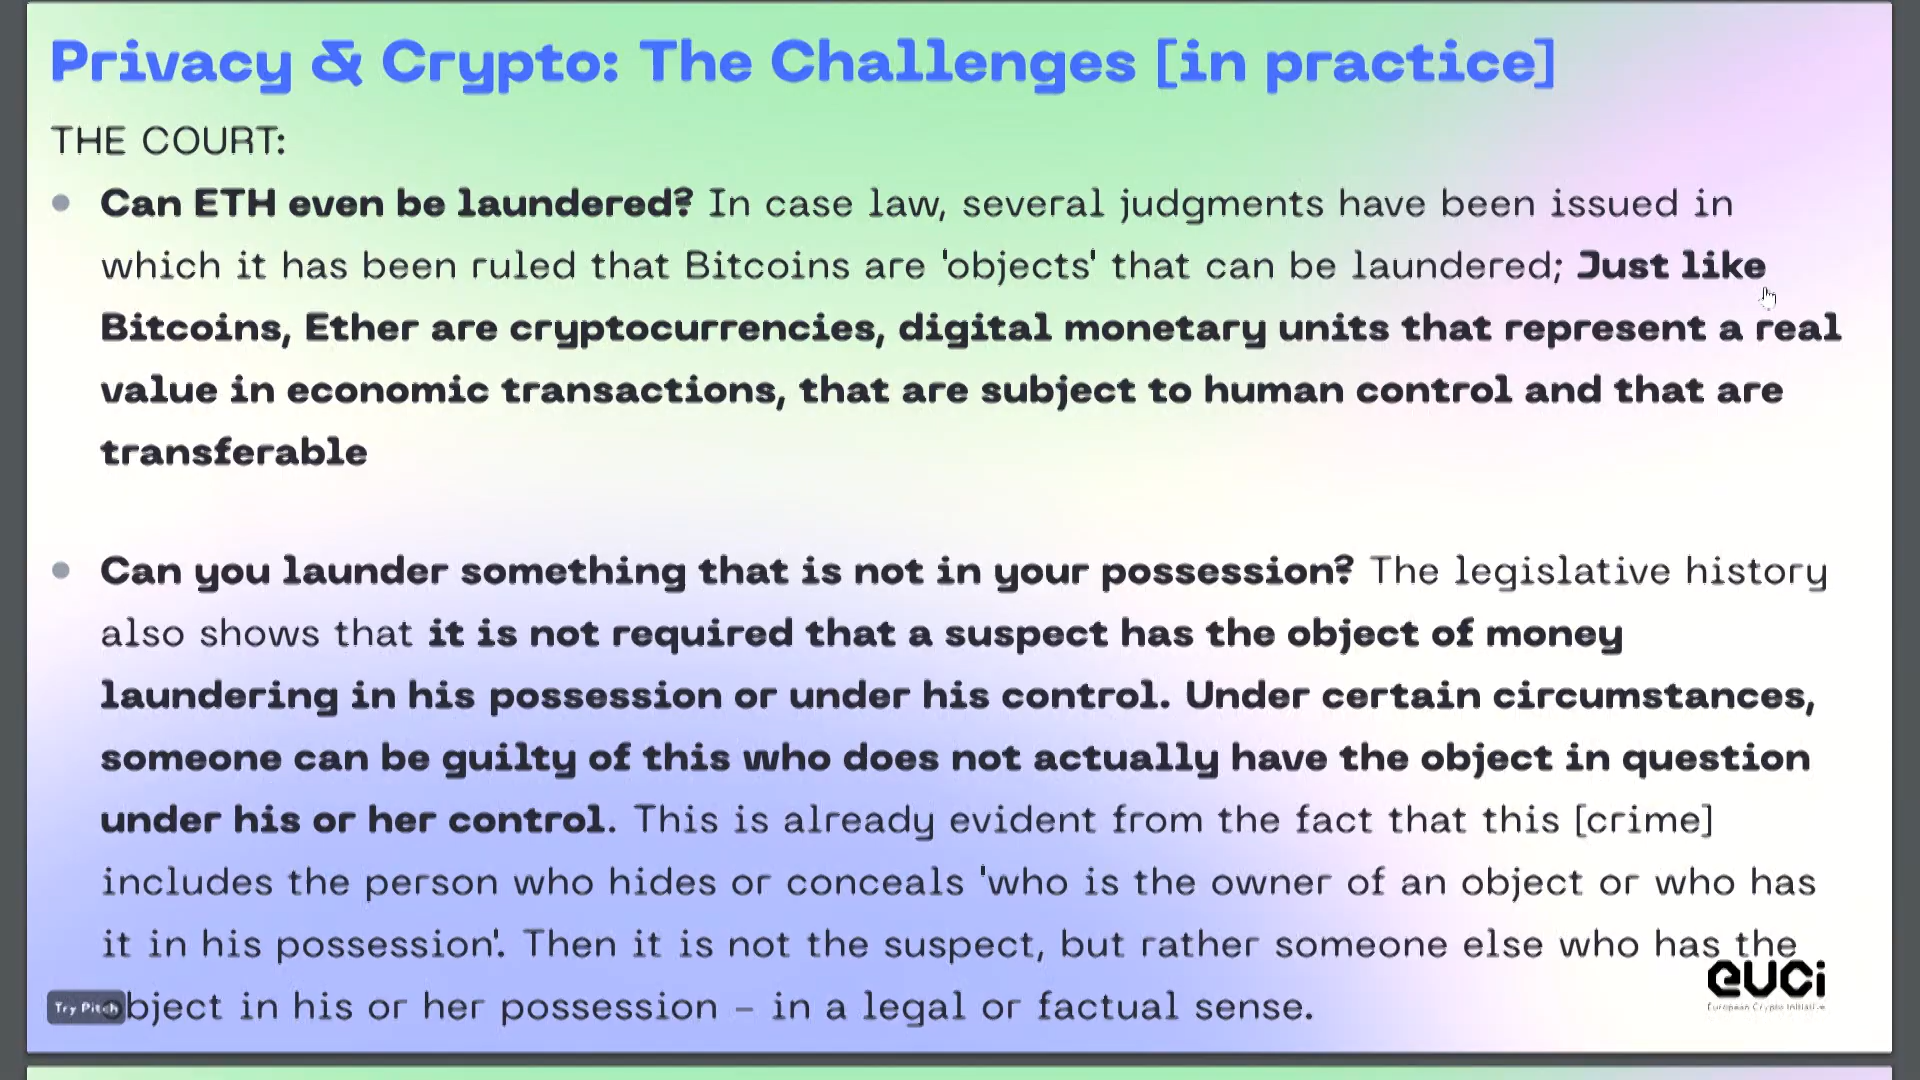 Privacy & Crypto: The Challenges [in practice]
THE COURT:
Can ETH even be laundered? In case law, several judgments have been issued in
which it has been ruled that Bitcoins are 'objects' that can be laundered; Just like
Bitcoins, Ether are cryptocurrencies, digital monetary units that represent a real
value in economic transactions, that are subject to human control and that are
transferable
Can you launder something that is not in your possession? The legislative history
also shows that it is not required that a suspect has the object of money
laundering in his possession or under his control. Under certain circumstances,
someone can be guilty of this who does not actually have the object in question
under his or her control. This is already evident from the fact that this [crime]
includes the person who hides or conceals 'who is the owner of an object or who has
it in his possession'. Then it is not the suspect, but rather someone else who has the
object in his or her possession – in a legal or factual sense.
Try Pitch
euci
European Crypto Initiative